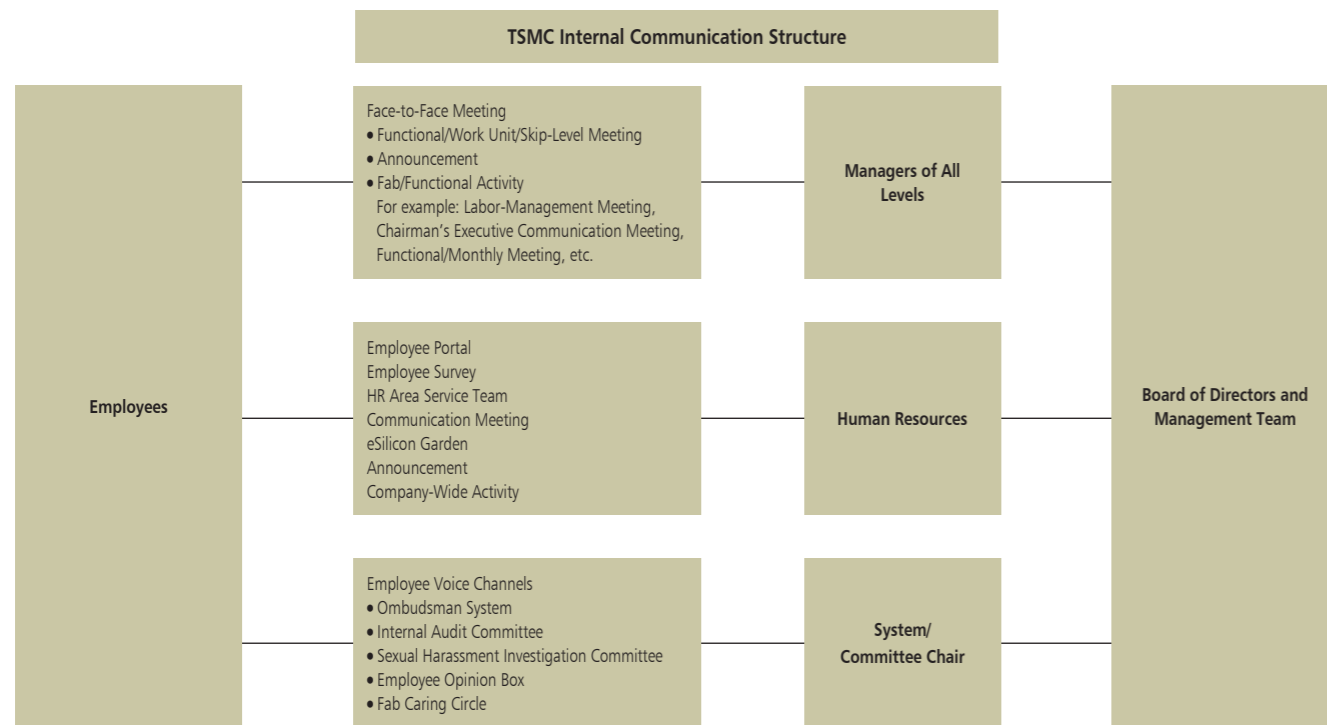 TSMC Internal Communication Structure
Employees
Face-to-Face Meeting
• Functional/Work Unit/Skip-Level Meeting
• Announcement
• Fab/Functional Activity
For example: Labor-Management Meeting,
Chairman’s Executive Communication Meeting,
Functional/Monthly Meeting, etc.
Managers of All
Levels
Employee Portal
Employee Survey
HR Area Service Team
Communication Meeting
eSilicon Garden
Announcement
Company-Wide Activity
Human Resources
Employee Voice Channels
• Ombudsman System
• Internal Audit Committee
• Sexual Harassment Investigation Committee
• Employee Opinion Box
• Fab Caring Circle
System/
Committee Chair
Board of Directors and
Management Team